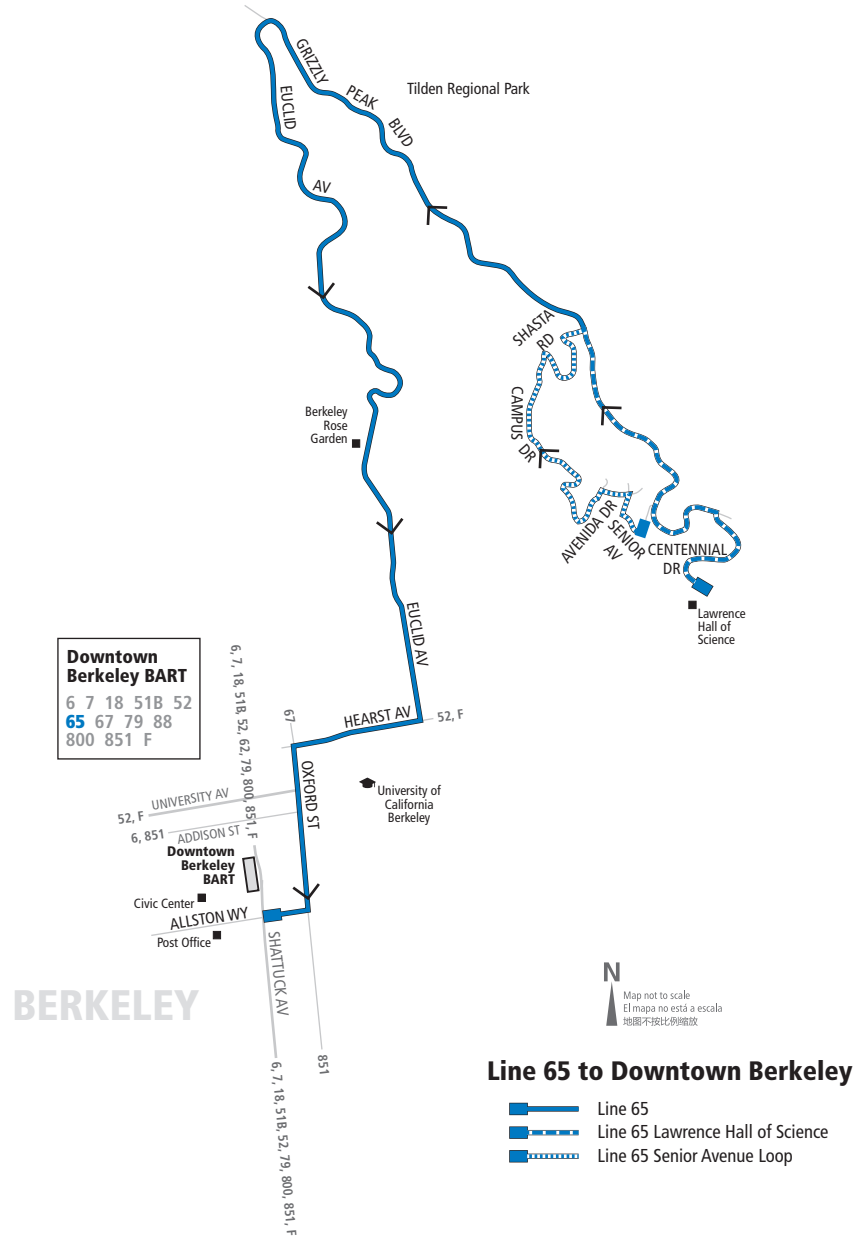 GRIZZLY
PEAK
BLVD
Tilden Regional Park
EUCLID
AV
SHASTA
RD
CAMPUS
DR
Berkeley
Rose
Garden
AVENIDA DR
SENIOR
AV
CENTENNIAL
DR
Lawrence
Hall of
Science
EUCLID AV
Downtown
Berkeley BART
6 7 18 51B 52
65 67 79 88
800 851 F
6, 7, 18, 51B, 52, 62, 79, 800, 851, F
67
HEARST AV
52, F
OXFORD ST
University of
California
Berkeley
52, F
UNIVERSITY AV
6, 851
ADDISON ST
Downtown
Berkeley
BART
Civic Center
ALLSTON WY
Post Office
SHATTUCK AV
BERKELEY
851
6, 7, 18, 51B, 52, 79, 800, 851, F
N
Map not to scale
El mapa no está a escala
地图不按比例缩放
Line 65 to Downtown Berkeley
Line 65
Line 65 Lawrence Hall of Science
Line 65 Senior Avenue Loop